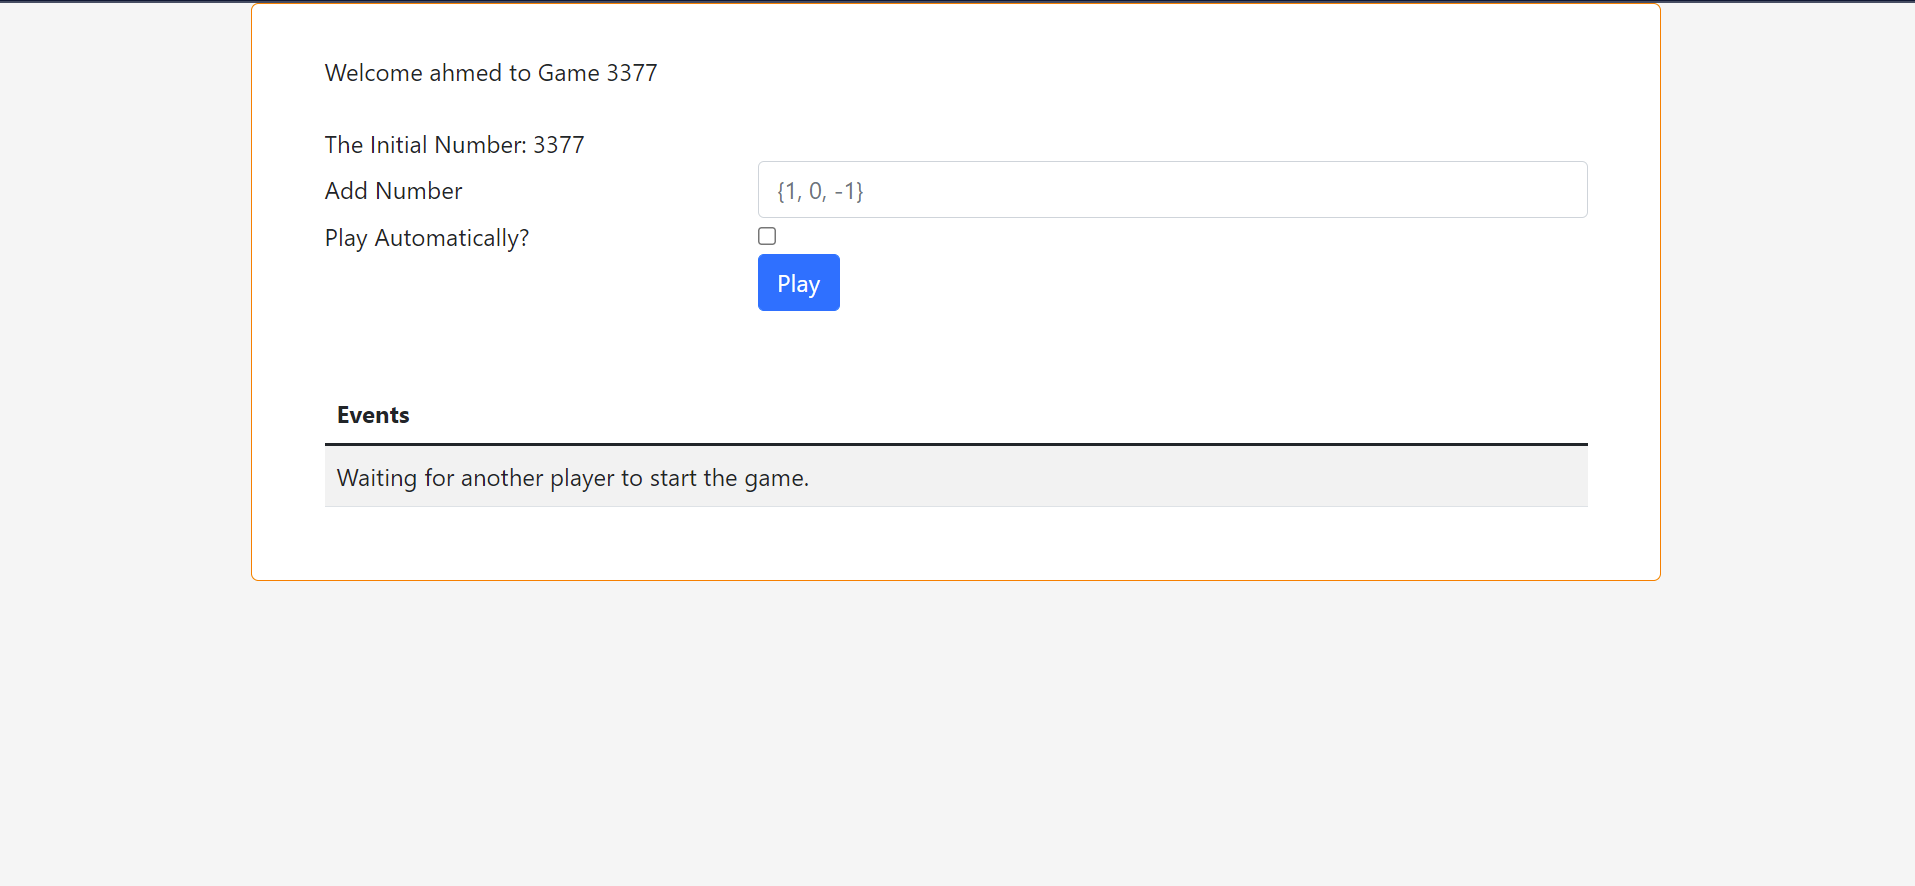 Welcome ahmed to Game 3377
The Initial Number: 3377
Add Number {1, 0, -1}
Play Automatically?
Play
Events
Waiting for another player to start the game.